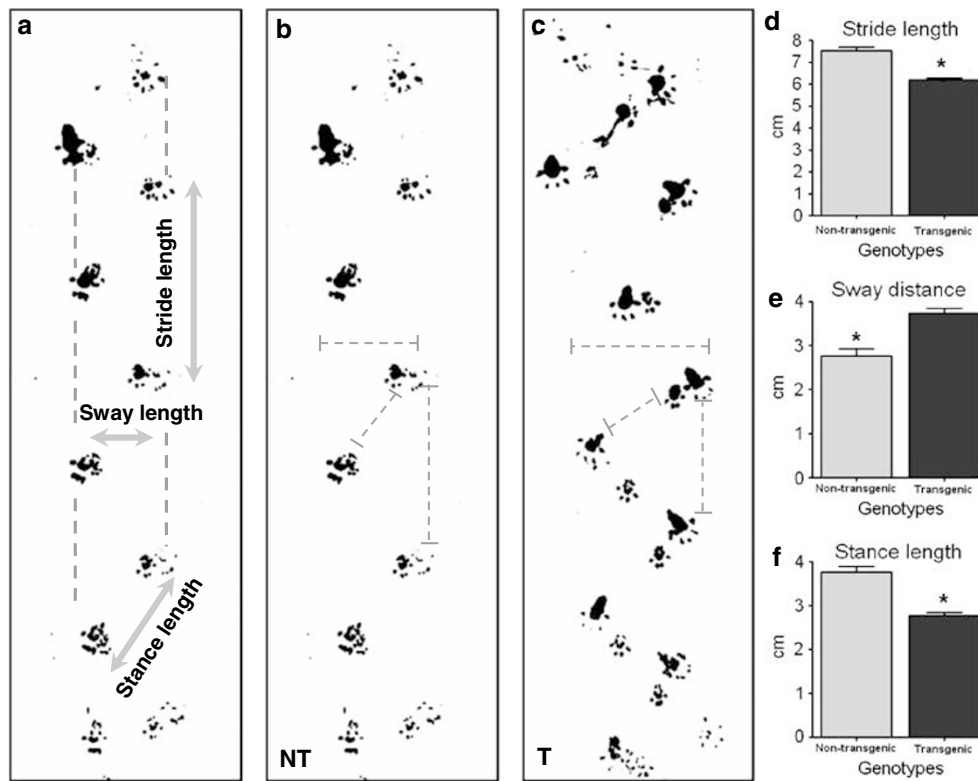 a
Stride length
Sway length
Stance length
b
NT
c
T
d
Stride length
8
7
6
5
4
3
2
1
0
cm
*
Non-transgenic Transgenic
Genotypes
e
Sway distance
4
3
2
1
0
cm
*
Non-transgenic Transgenic
Genotypes
f
Stance length
4
3
2
1
0
cm
*
Non-transgenic Transgenic
Genotypes